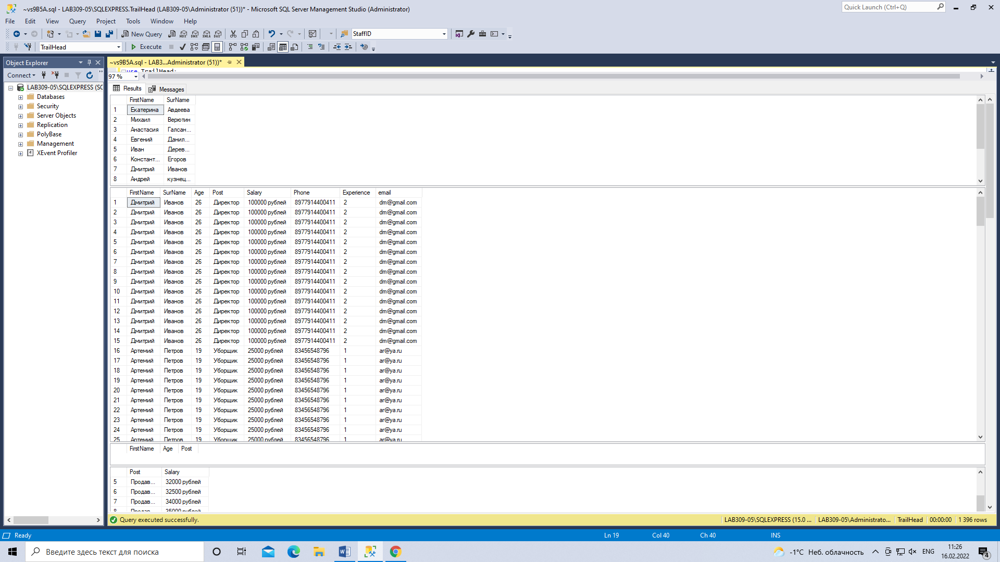 ~vs9B5A.sql - LAB309-05\SQLEXPRESS.TrailHead (LAB309-05\Administrator (51))* - Microsoft SQL Server Management Studio (Administrator)
Quick Launch (Ctrl+Q)
File Edit View Query Project Tools Window Help
New Query MDX DMX XMLA DAX StaffID
TrailHead Execute
Object Explorer
~vs9B5A.sql - LAB3...Administrator (51))*
use TrailHead;
Connect
97 %
LAB309-05\SQLEXPRESS (SQ
Databases
Security
Server Objects
Replication
PolyBase
Management
XEvent Profiler
Results Messages
FirstName SurName
1 Екатерина Авдеева
2 Михаил Верютин
3 Анастасия Галсан...
4 Евгений Данил...
5 Иван Дерев...
6 Констант... Егоров
7 Дмитрий Иванов
8 Андрей кузнец...
FirstName SurName Age Post Salary Phone Experience email
1 Дмитрий Иванов 26 Директор 100000 рублей 8977914400411 2 dm@gmail.com
2 Дмитрий Иванов 26 Директор 100000 рублей 8977914400411 2 dm@gmail.com
3 Дмитрий Иванов 26 Директор 100000 рублей 8977914400411 2 dm@gmail.com
4 Дмитрий Иванов 26 Директор 100000 рублей 8977914400411 2 dm@gmail.com
5 Дмитрий Иванов 26 Директор 100000 рублей 8977914400411 2 dm@gmail.com
6 Дмитрий Иванов 26 Директор 100000 рублей 8977914400411 2 dm@gmail.com
7 Дмитрий Иванов 26 Директор 100000 рублей 8977914400411 2 dm@gmail.com
8 Дмитрий Иванов 26 Директор 100000 рублей 8977914400411 2 dm@gmail.com
9 Дмитрий Иванов 26 Директор 100000 рублей 8977914400411 2 dm@gmail.com
10 Дмитрий Иванов 26 Директор 100000 рублей 8977914400411 2 dm@gmail.com
11 Дмитрий Иванов 26 Директор 100000 рублей 8977914400411 2 dm@gmail.com
12 Дмитрий Иванов 26 Директор 100000 рублей 8977914400411 2 dm@gmail.com
13 Дмитрий Иванов 26 Директор 100000 рублей 8977914400411 2 dm@gmail.com
14 Дмитрий Иванов 26 Директор 100000 рублей 8977914400411 2 dm@gmail.com
15 Дмитрий Иванов 26 Директор 100000 рублей 8977914400411 2 dm@gmail.com
16 Артемий Петров 19 Уборщик 25000 рублей 83456548796 1 ar@ya.ru
17 Артемий Петров 19 Уборщик 25000 рублей 83456548796 1 ar@ya.ru
18 Артемий Петров 19 Уборщик 25000 рублей 83456548796 1 ar@ya.ru
19 Артемий Петров 19 Уборщик 25000 рублей 83456548796 1 ar@ya.ru
20 Артемий Петров 19 Уборщик 25000 рублей 83456548796 1 ar@ya.ru
21 Артемий Петров 19 Уборщик 25000 рублей 83456548796 1 ar@ya.ru
22 Артемий Петров 19 Уборщик 25000 рублей 83456548796 1 ar@ya.ru
23 Артемий Петров 19 Уборщик 25000 рублей 83456548796 1 ar@ya.ru
24 Артемий Петров 19 Уборщик 25000 рублей 83456548796 1 ar@ya.ru
25 Артемий Петров 19 Уборщик 25000 рублей 83456548796 1 ar@ya.ru
FirstName Age Post
Post Salary
5 Продав... 32000 рублей
6 Продав... 32500 рублей
7 Продав... 34000 рублей
8 Продав... 35000 рублей
Query executed successfully. LAB309-05\SQLEXPRESS (15.0 ... LAB309-05\Administrato... TrailHead 00:00:00 1 396 rows
Ready Ln 19 Col 40 Ch 40 INS
Введите здесь текст для поиска
-1°C Неб. облачность ENG
11:26
16.02.2022
4